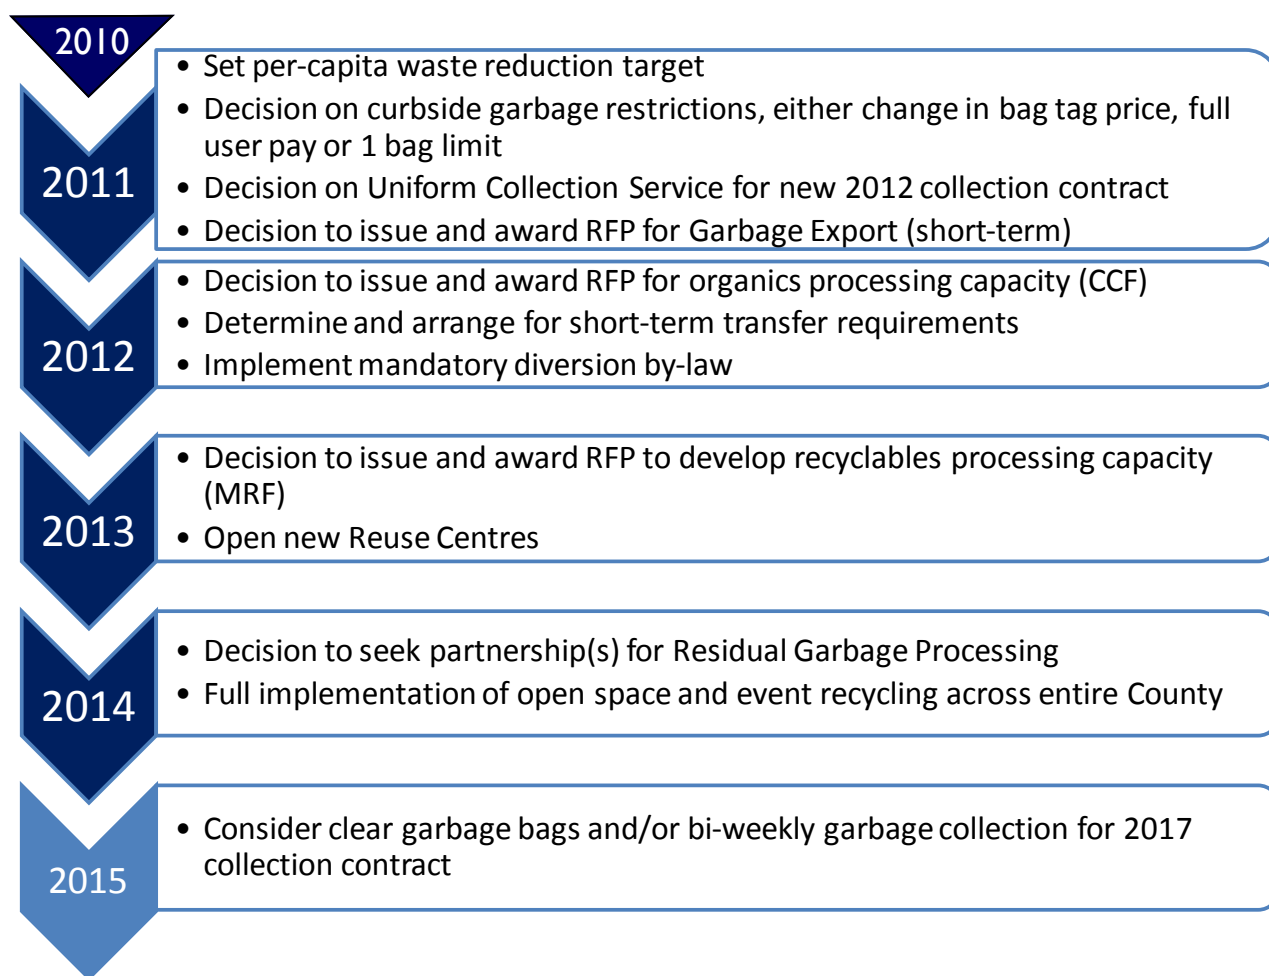 2010
• Set per-capita waste reduction target
• Decision on curbside garbage restrictions, either change in bag tag price, full
user pay or 1 bag limit
2011
• Decision on Uniform Collection Service for new 2012 collection contract
• Decision to issue and award RFP for Garbage Export (short-term)
• Decision to issue and award RFP for organics processing capacity (CCF)
• Determine and arrange for short-term transfer requirements
2012
• Implement mandatory diversion by-law
• Decision to issue and award RFP to develop recyclables processing capacity
(MRF)
2013
• Open new Reuse Centres
• Decision to seek partnership(s) for Residual Garbage Processing
2014
• Full implementation of open space and event recycling across entire County
• Consider clear garbage bags and/or bi-weekly garbage collection for 2017
collection contract
2015